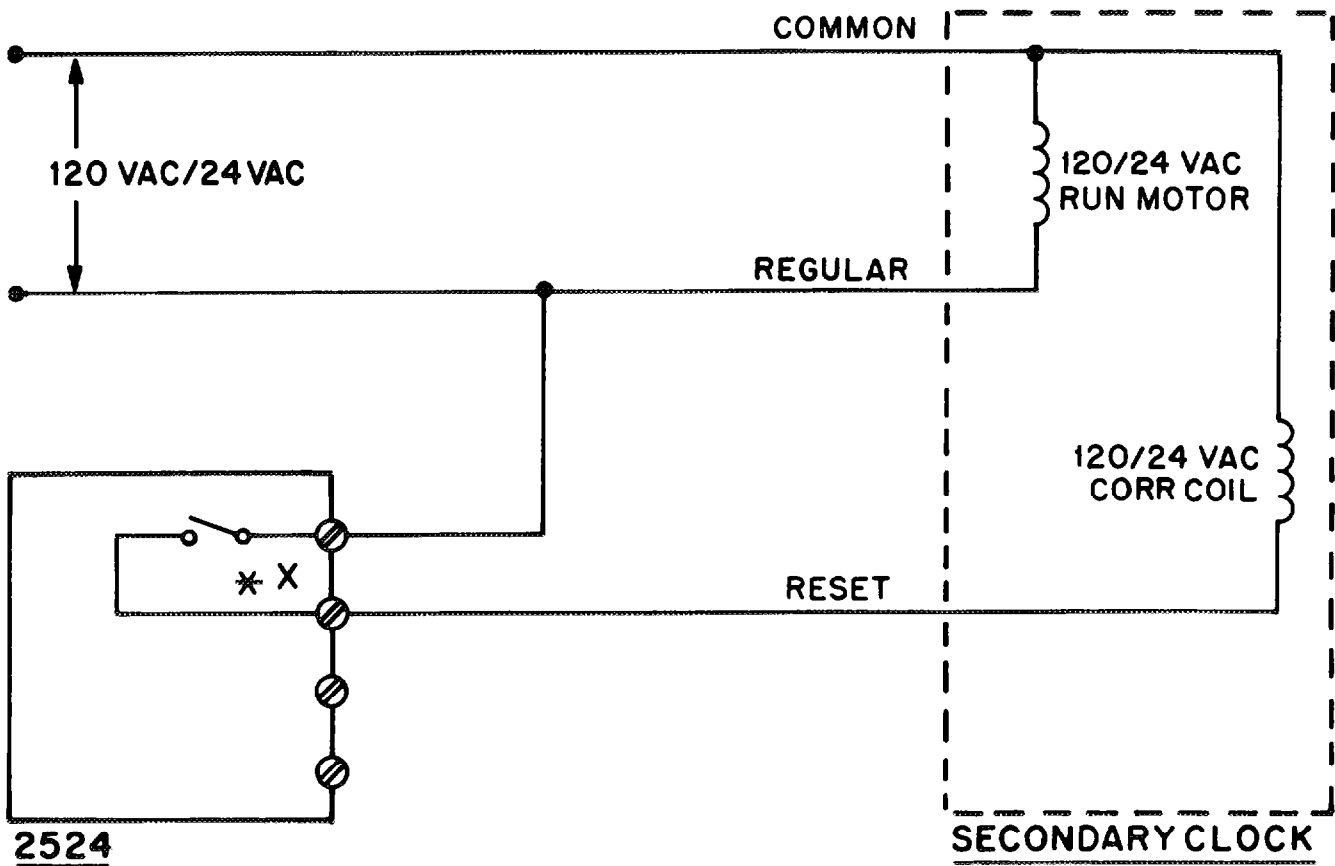 COMMON
120 VAC/24 VAC
120/24 VAC
RUN MOTOR
REGULAR
120/24 VAC
CORR COIL
* X
RESET
2524
SECONDARY CLOCK